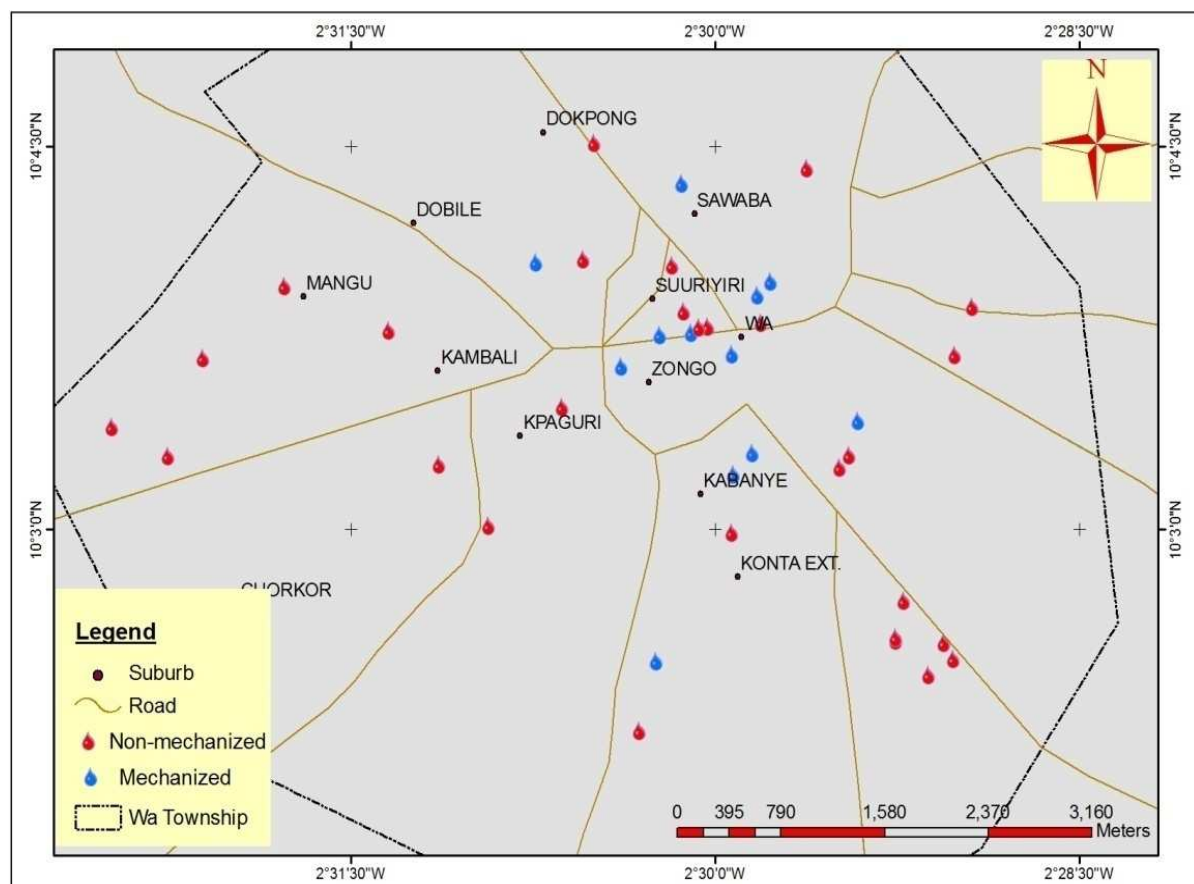 2°31'30"W 2°30'0"W 2°28'30"W
N
10°4'30"N 10°4'30"N
DOKPONG
SAWABA
DOBILE
MANGU
SUURIYIRI
WA
KAMBALI
ZONGO
KPAGURI
KABANYE
10°3'0"N 10°3'0"N
KONTA EXT.
Legend
Suburb
Road
Non-mechanized
Mechanized
Wa Township
0 395 790 1,580 2,370 3,160
Meters
2°31'30"W 2°30'0"W 2°28'30"W